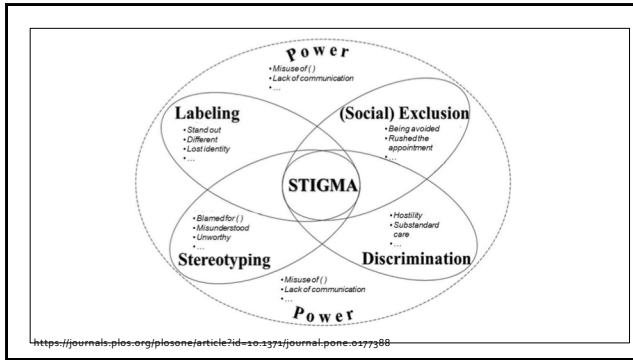 Power
• Misuse of ( )
• Lack of communication
• ...
Labeling
• Stand out
• Different
• Lost identity
• ...
(Social) Exclusion
• Being avoided
• Rushed the
appointment
• ...
STIGMA
• Blamed for ( )
• Misunderstood
• Unworthy
• ...
Stereotyping
• Hostility
• Substandard
care
• ...
Discrimination
• Misuse of ( )
• Lack of communication
• ...
Power
https://journals.plos.org/plosone/article?id=10.1371/journal.pone.0177388